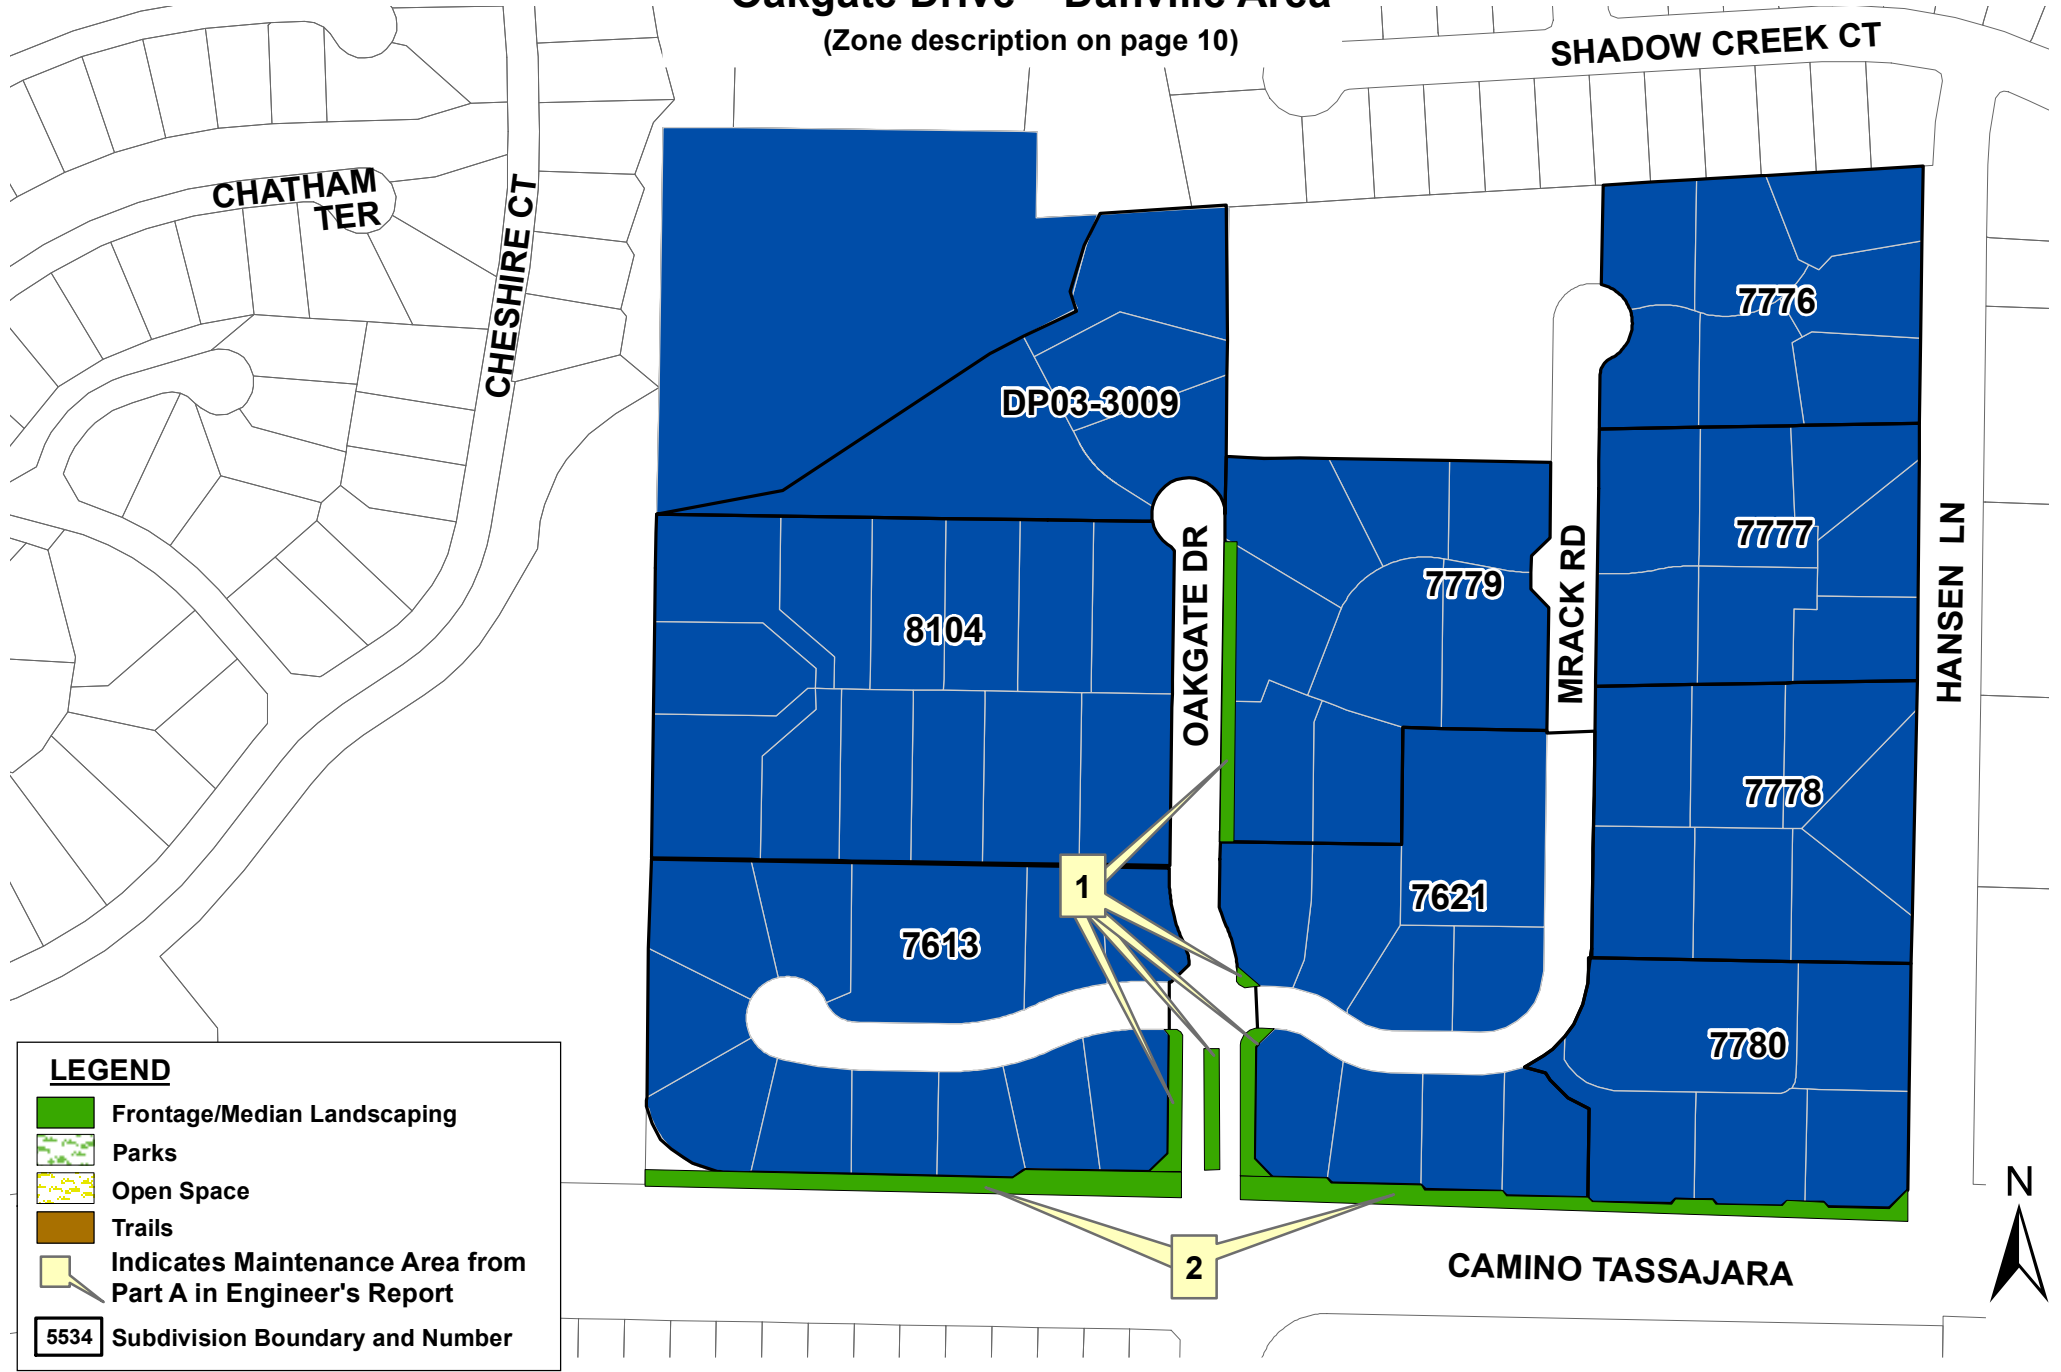 (Zone description on page 10)
SHADOW CREEK CT
CHATHAM
TER
CHESHIRE CT
7776
DP03-3009
OAKGATE DR
7779
MRACK RD
7777
HANSEN LN
8104
7778
1
7621
7613
7780
2
CAMINO TASSAJARA
N
LEGEND
Frontage/Median Landscaping
Parks
Open Space
Trails
Indicates Maintenance Area from
Part A in Engineer's Report
5534 Subdivision Boundary and Number